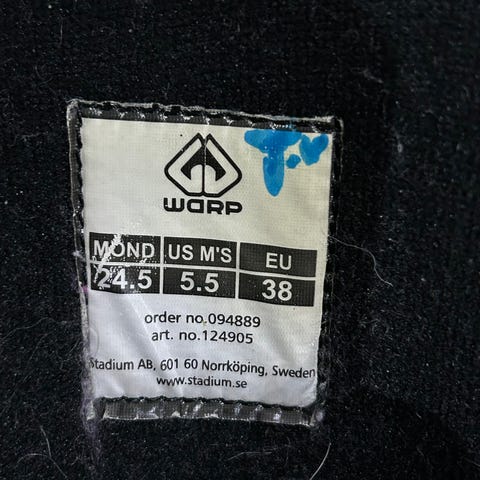 WARP
MOND US M'S EU
24.5 5.5 38
order no.094889
art. no.124905
Stadium AB, 601 60 Norrköping, Sweden
www.stadium.se